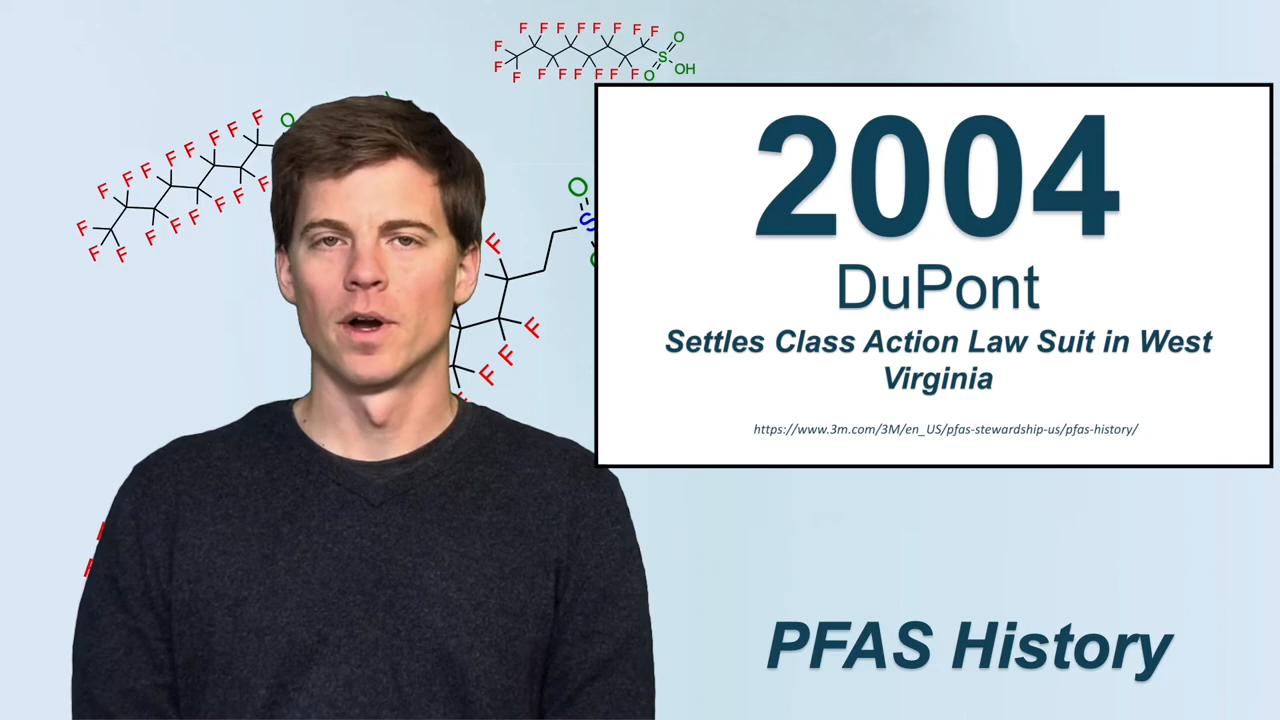 2004
DuPont
Settles Class Action Law Suit in West
Virginia
https://www.3m.com/3M/en_US/pfas-stewardship-us/pfas-history/
PFAS History